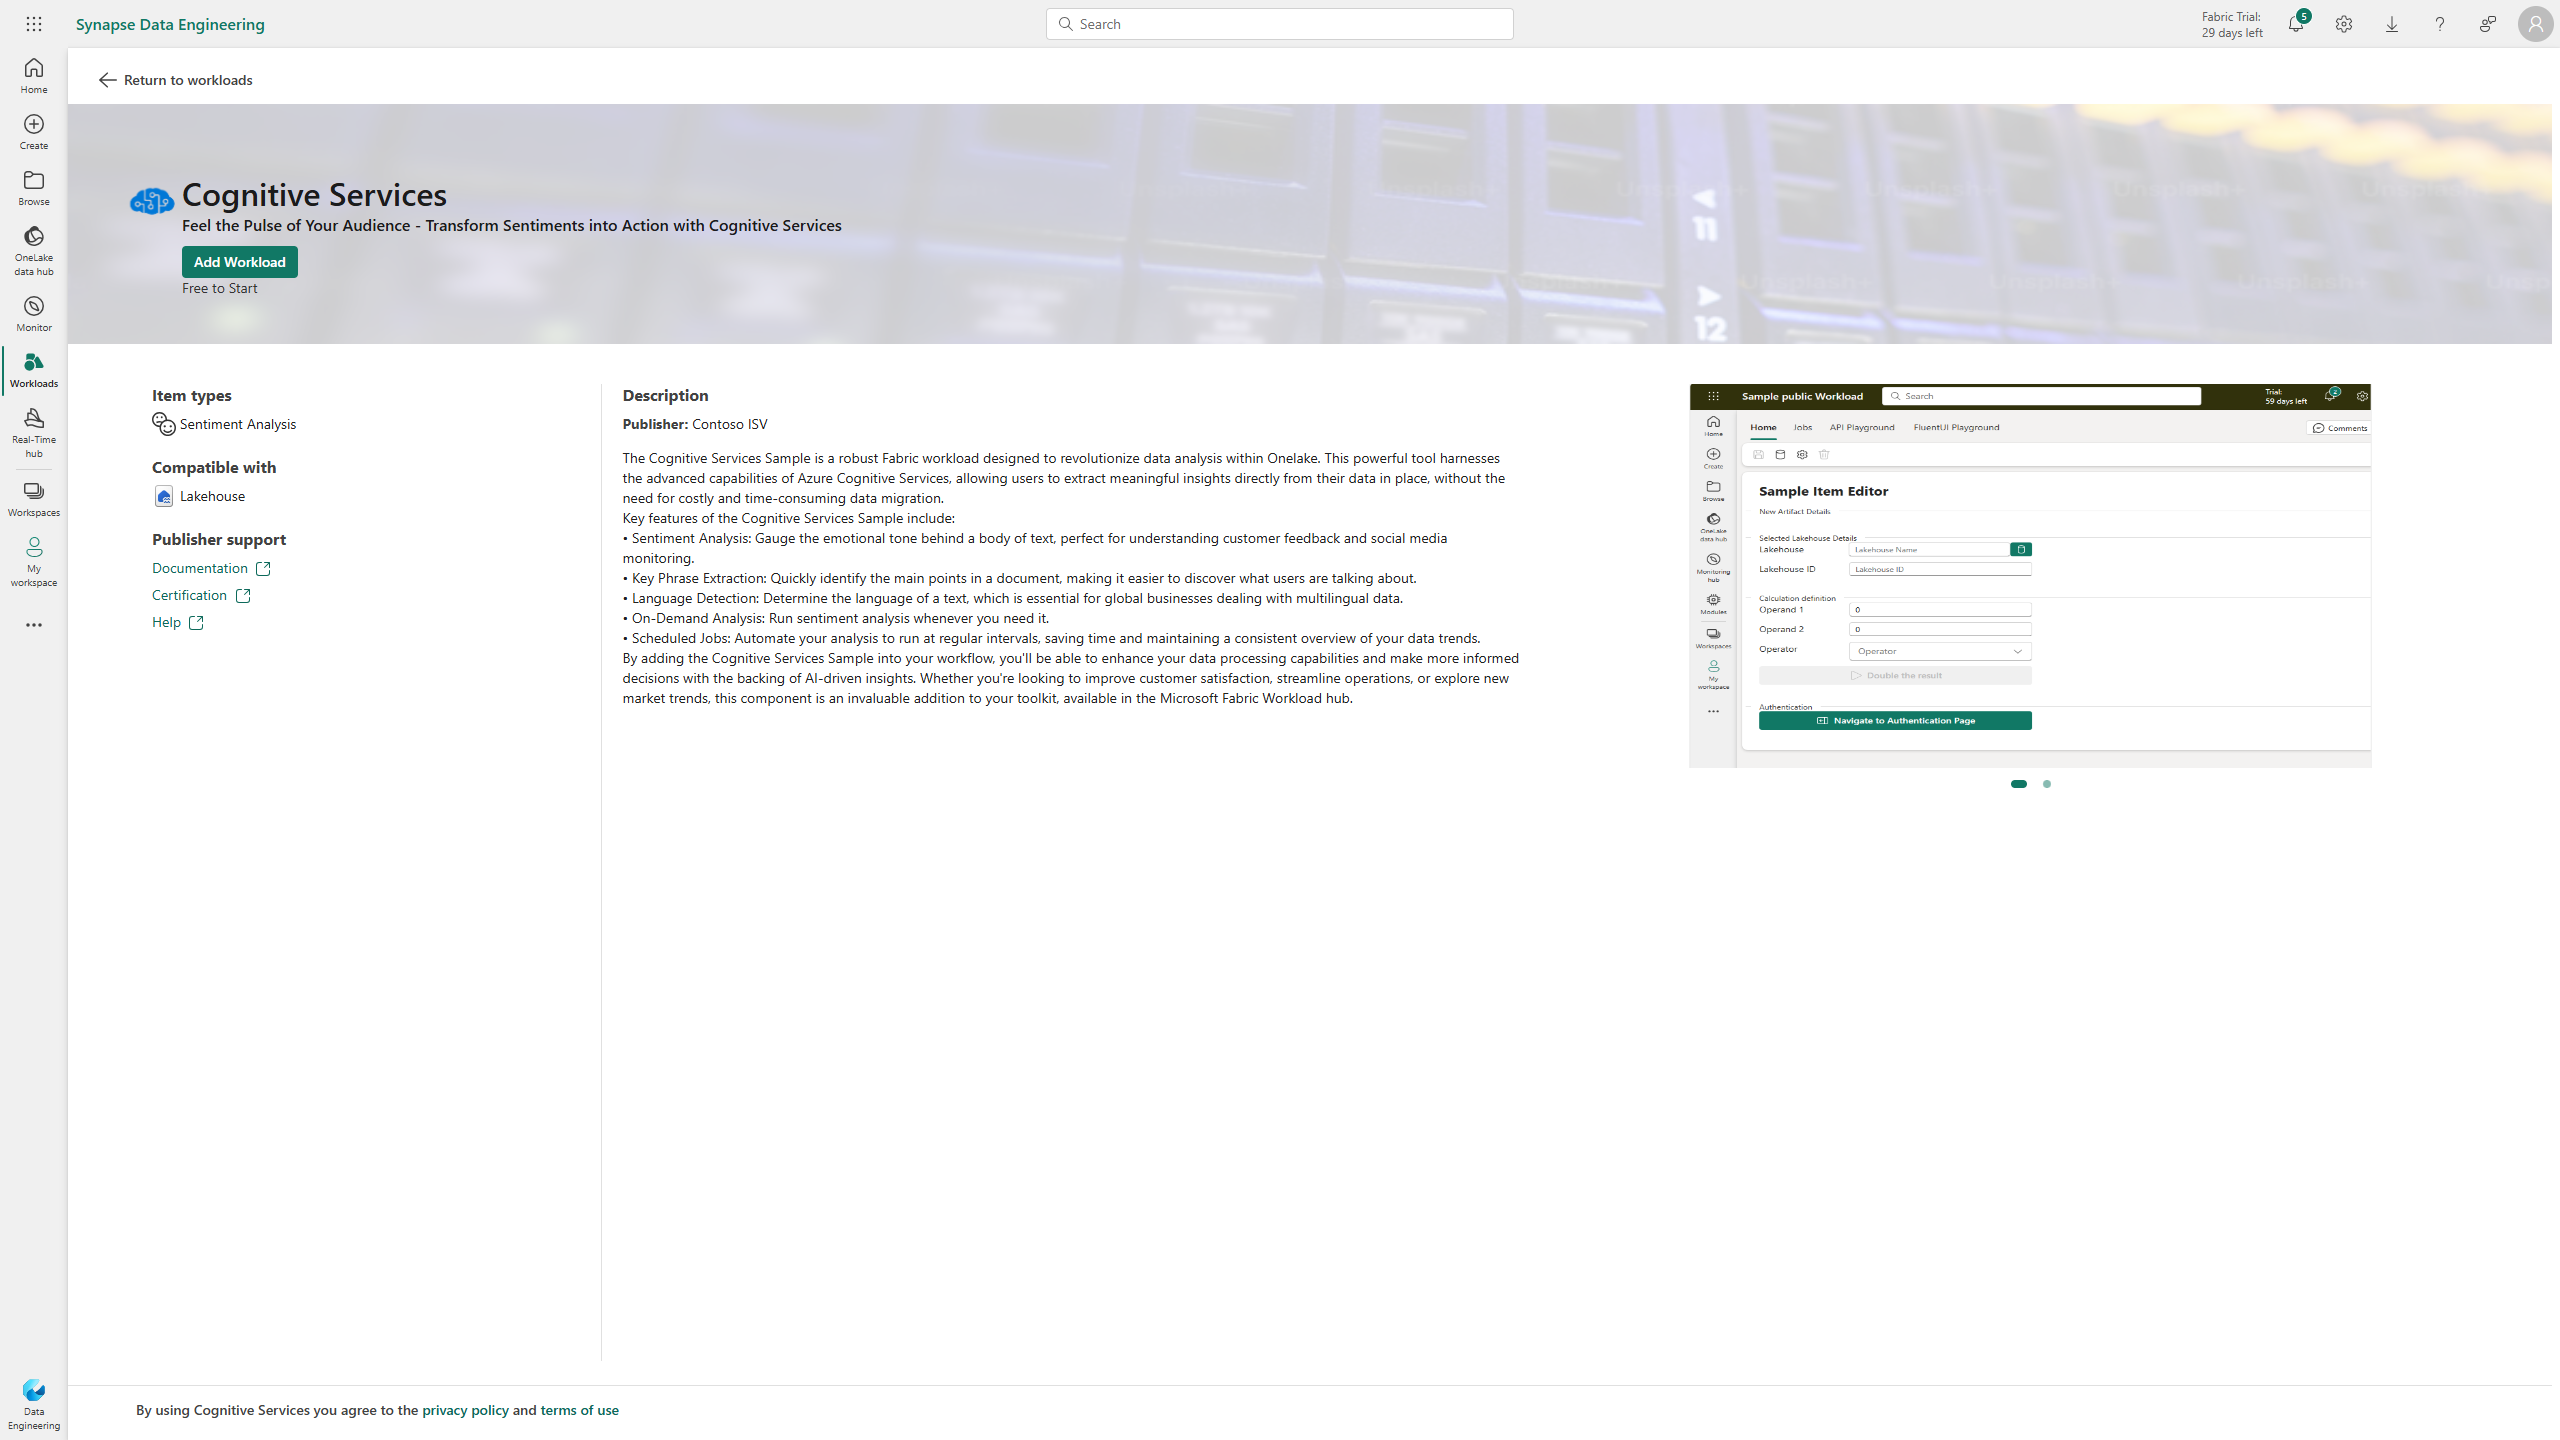 Synapse Data Engineering
Search
Fabric Trial:
29 days left
5
Home
Create
Browse
OneLake
data hub
Monitor
Workloads
Real-Time
hub
Workspaces
My
workspace
Data
Engineering
Return to workloads
Cognitive Services
Feel the Pulse of Your Audience - Transform Sentiments into Action with Cognitive Services
Add Workload
Free to Start
Unsplash+
11
12
Item types
Sentiment Analysis
Compatible with
Lakehouse
Publisher support
Documentation
Certification
Help
Description
Publisher: Contoso ISV
The Cognitive Services Sample is a robust Fabric workload designed to revolutionize data analysis within Onelake. This powerful tool harnesses
the advanced capabilities of Azure Cognitive Services, allowing users to extract meaningful insights directly from their data in place, without the
need for costly and time-consuming data migration.
Key features of the Cognitive Services Sample include:
• Sentiment Analysis: Gauge the emotional tone behind a body of text, perfect for understanding customer feedback and social media
monitoring.
• Key Phrase Extraction: Quickly identify the main points in a document, making it easier to discover what users are talking about.
• Language Detection: Determine the language of a text, which is essential for global businesses dealing with multilingual data.
• On-Demand Analysis: Run sentiment analysis whenever you need it.
• Scheduled Jobs: Automate your analysis to run at regular intervals, saving time and maintaining a consistent overview of your data trends.
By adding the Cognitive Services Sample into your workflow, you'll be able to enhance your data processing capabilities and make more informed
decisions with the backing of AI-driven insights. Whether you're looking to improve customer satisfaction, streamline operations, or explore new
market trends, this component is an invaluable addition to your toolkit, available in the Microsoft Fabric Workload hub.
Sample public Workload
Search
Trial:
59 days left
2
Home
Create
Browse
OneLake
data hub
Monitoring
hub
Modules
Workspaces
My
workspace
Home Jobs API Playground FluentUI Playground
Comments
Sample Item Editor
New Artifact Details
Selected Lakehouse Details
Lakehouse Lakehouse Name
Lakehouse ID Lakehouse ID
Calculation definition
Operand 1 0
Operand 2 0
Operator Operator
Double the result
Authentication
Navigate to Authentication Page
By using Cognitive Services you agree to the privacy policy and terms of use